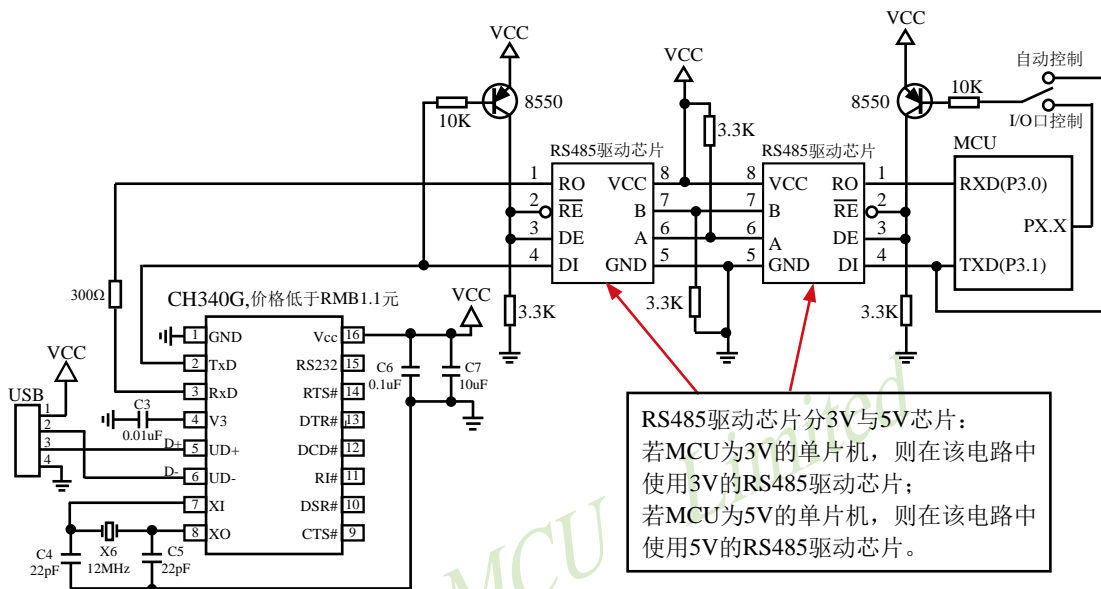 VCC
VCC
VCC
自动控制
8550
8550
10K
10K
I/O口控制
3.3K
MCU
RS485驱动芯片
RS485驱动芯片
1 RO VCC 8
8 VCC RO 1
RXD(P3.0)
2 RE B 7
7 B RE 2
PX.X
3 DE A 6
6 A DE 3
4 DI GND 5
5 GND DI 4
TXD(P3.1)
300Ω
CH340G,价格低于RMB1.1元
VCC
3.3K
3.3K
3.3K
1 GND Vcc 16
2 TxD RS232 15
3 RxD RTS# 14
4 V3 DTR# 13
5 UD+ DCD# 12
6 UD- RI# 11
7 XI DSR# 10
8 XO CTS# 9
C6
0.1uF
C7
10uF
VCC
USB
1
2
3
4
C3
0.01uF
D+
D-
C4
22pF
X6
12MHz
C5
22pF
RS485驱动芯片分3V与5V芯片：
若MCU为3V的单片机，则在该电路中
使用3V的RS485驱动芯片；
若MCU为5V的单片机，则在该电路中
使用5V的RS485驱动芯片。
MCU Limited